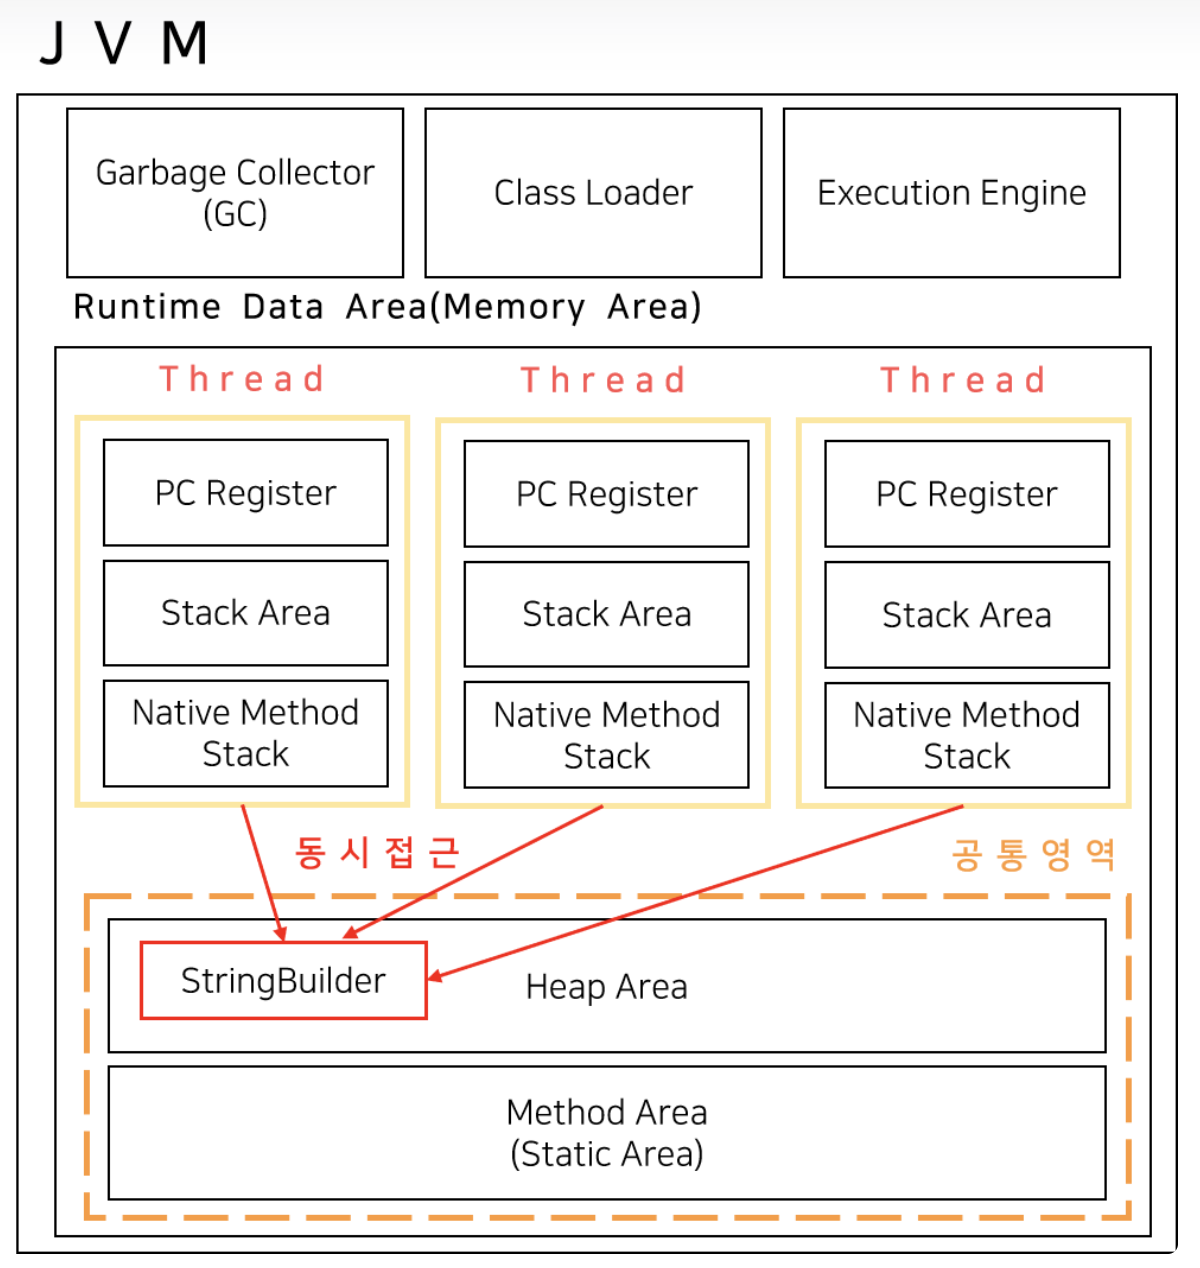 JVM
Garbage Collector
(GC)
Class Loader
Execution Engine
Runtime Data Area(Memory Area)
Thread
Thread
Thread
PC Register
PC Register
PC Register
Stack Area
Stack Area
Stack Area
Native Method
Stack
Native Method
Stack
Native Method
Stack
동시접근
공통영역
StringBuilder
Heap Area
Method Area
(Static Area)